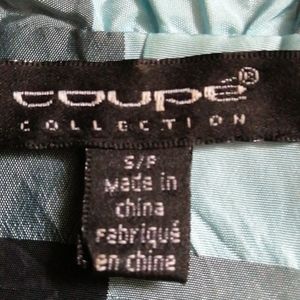 coupé®
COLLECTION
S/P
Made in
china
Fabriqué
en chine